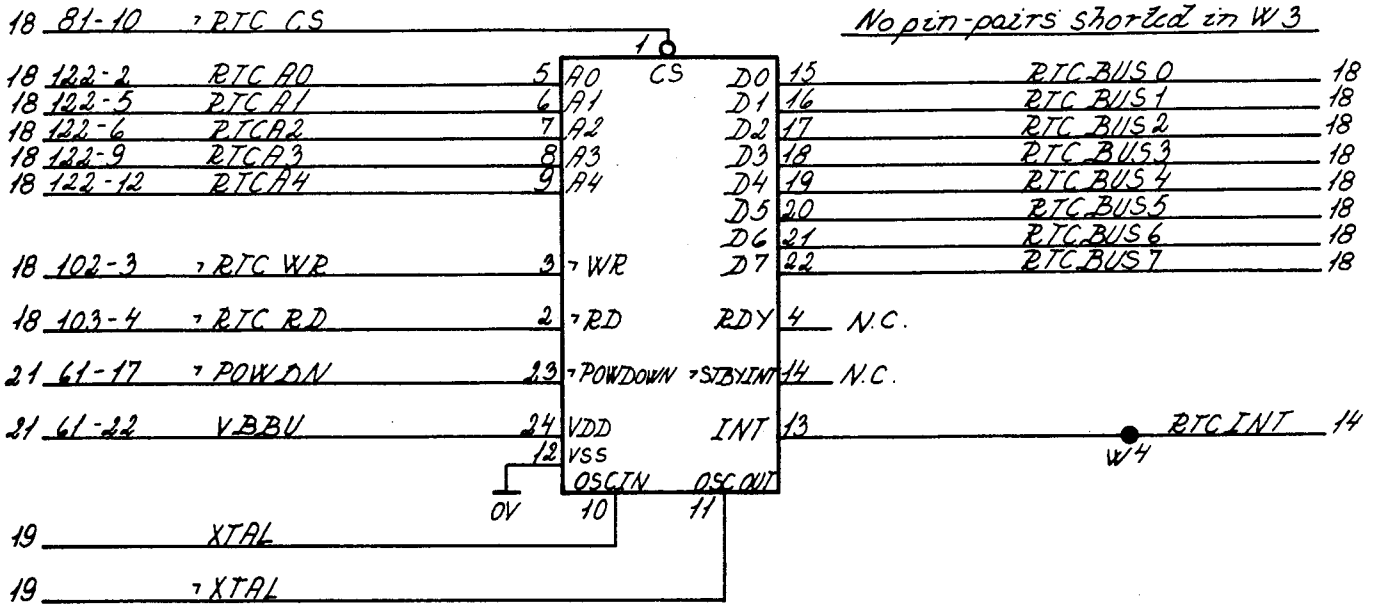 18 81-10 ¬RTC CS
No pin-pairs shorted in W3
1
CS
18 122-2 RTC A0 5 A0 D0 15 RTC BUS 0 18
18 122-5 RTC A1 6 A1 D1 16 RTC BUS 1 18
18 122-6 RTC A2 7 A2 D2 17 RTC BUS 2 18
18 122-9 RTC A3 8 A3 D3 18 RTC BUS 3 18
18 122-12 RTC A4 9 A4 D4 19 RTC BUS 4 18
D5 20 RTC BUS 5 18
D6 21 RTC BUS 6 18
18 102-3 ¬RTC WR 3 ¬WR D7 22 RTC BUS 7 18
18 103-4 ¬RTC RD 2 ¬RD RDY 4 N.C.
21 61-17 ¬POWDN 23 ¬POWDOWN ¬STBYINT 14 N.C.
21 61-22 VBBU 24 VDD INT 13 RTC INT 14
W4
12 VSS
OSCIN OSC OUT
0V 10 11
19 XTAL
19 ¬XTAL